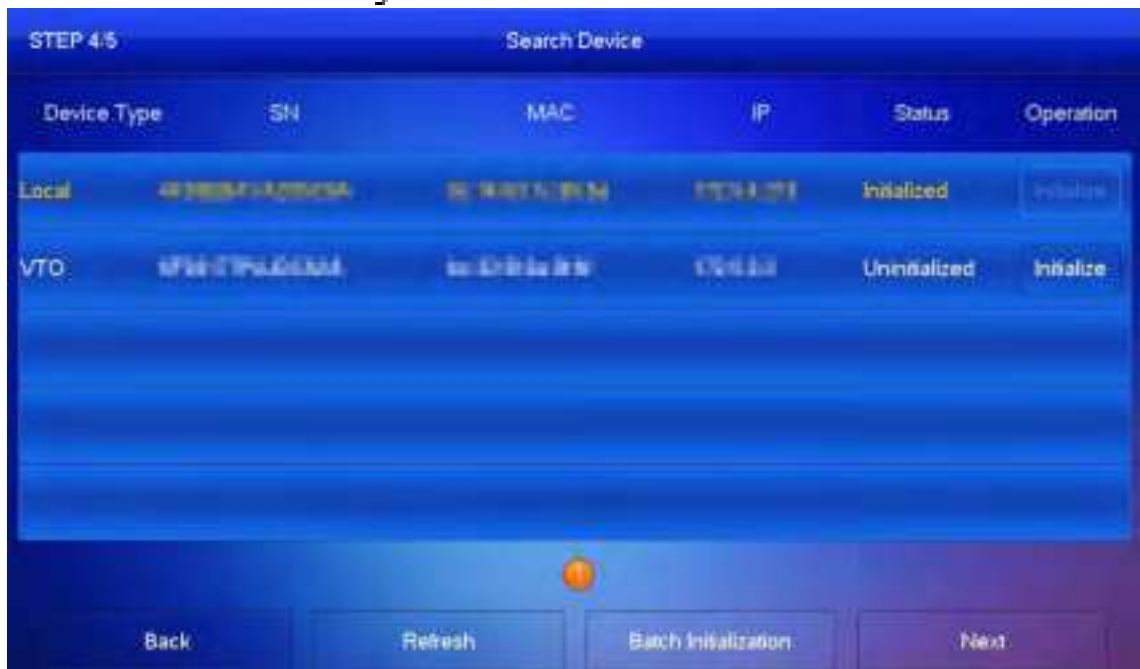 STEP 4/5 Search Device
Device Type SN MAC IP Status Operation
Local Initialized Initialize
VTO Uninitialized Initialize
Back Refresh Batch Initialization Next